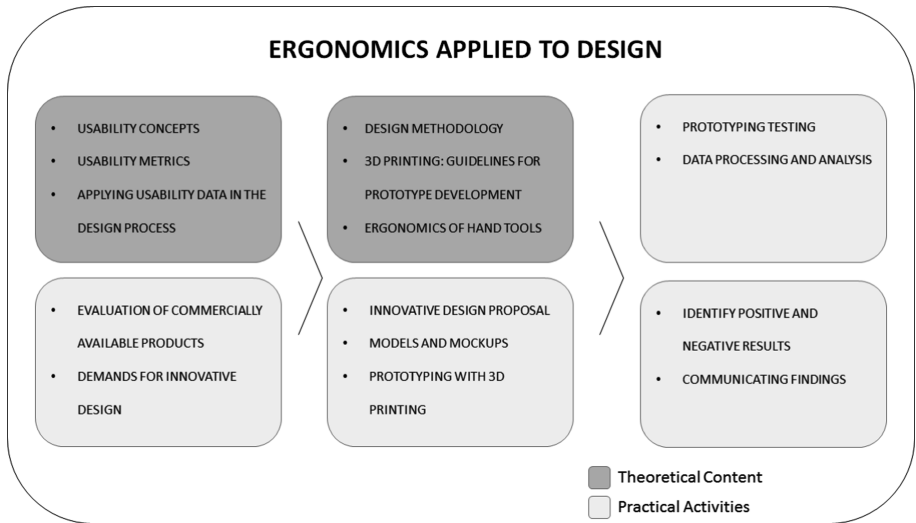 ERGONOMICS APPLIED TO DESIGN
• USABILITY CONCEPTS
• USABILITY METRICS
• APPLYING USABILITY DATA IN THE
DESIGN PROCESS
• EVALUATION OF COMMERCIALLY
AVAILABLE PRODUCTS
• DEMANDS FOR INNOVATIVE
DESIGN
• DESIGN METHODOLOGY
• 3D PRINTING: GUIDELINES FOR
PROTOTYPE DEVELOPMENT
• ERGONOMICS OF HAND TOOLS
• INNOVATIVE DESIGN PROPOSAL
• MODELS AND MOCKUPS
• PROTOTYPING WITH 3D
PRINTING
• PROTOTYPING TESTING
• DATA PROCESSING AND ANALYSIS
• IDENTIFY POSITIVE AND
NEGATIVE RESULTS
• COMMUNICATING FINDINGS
Theoretical Content
Practical Activities